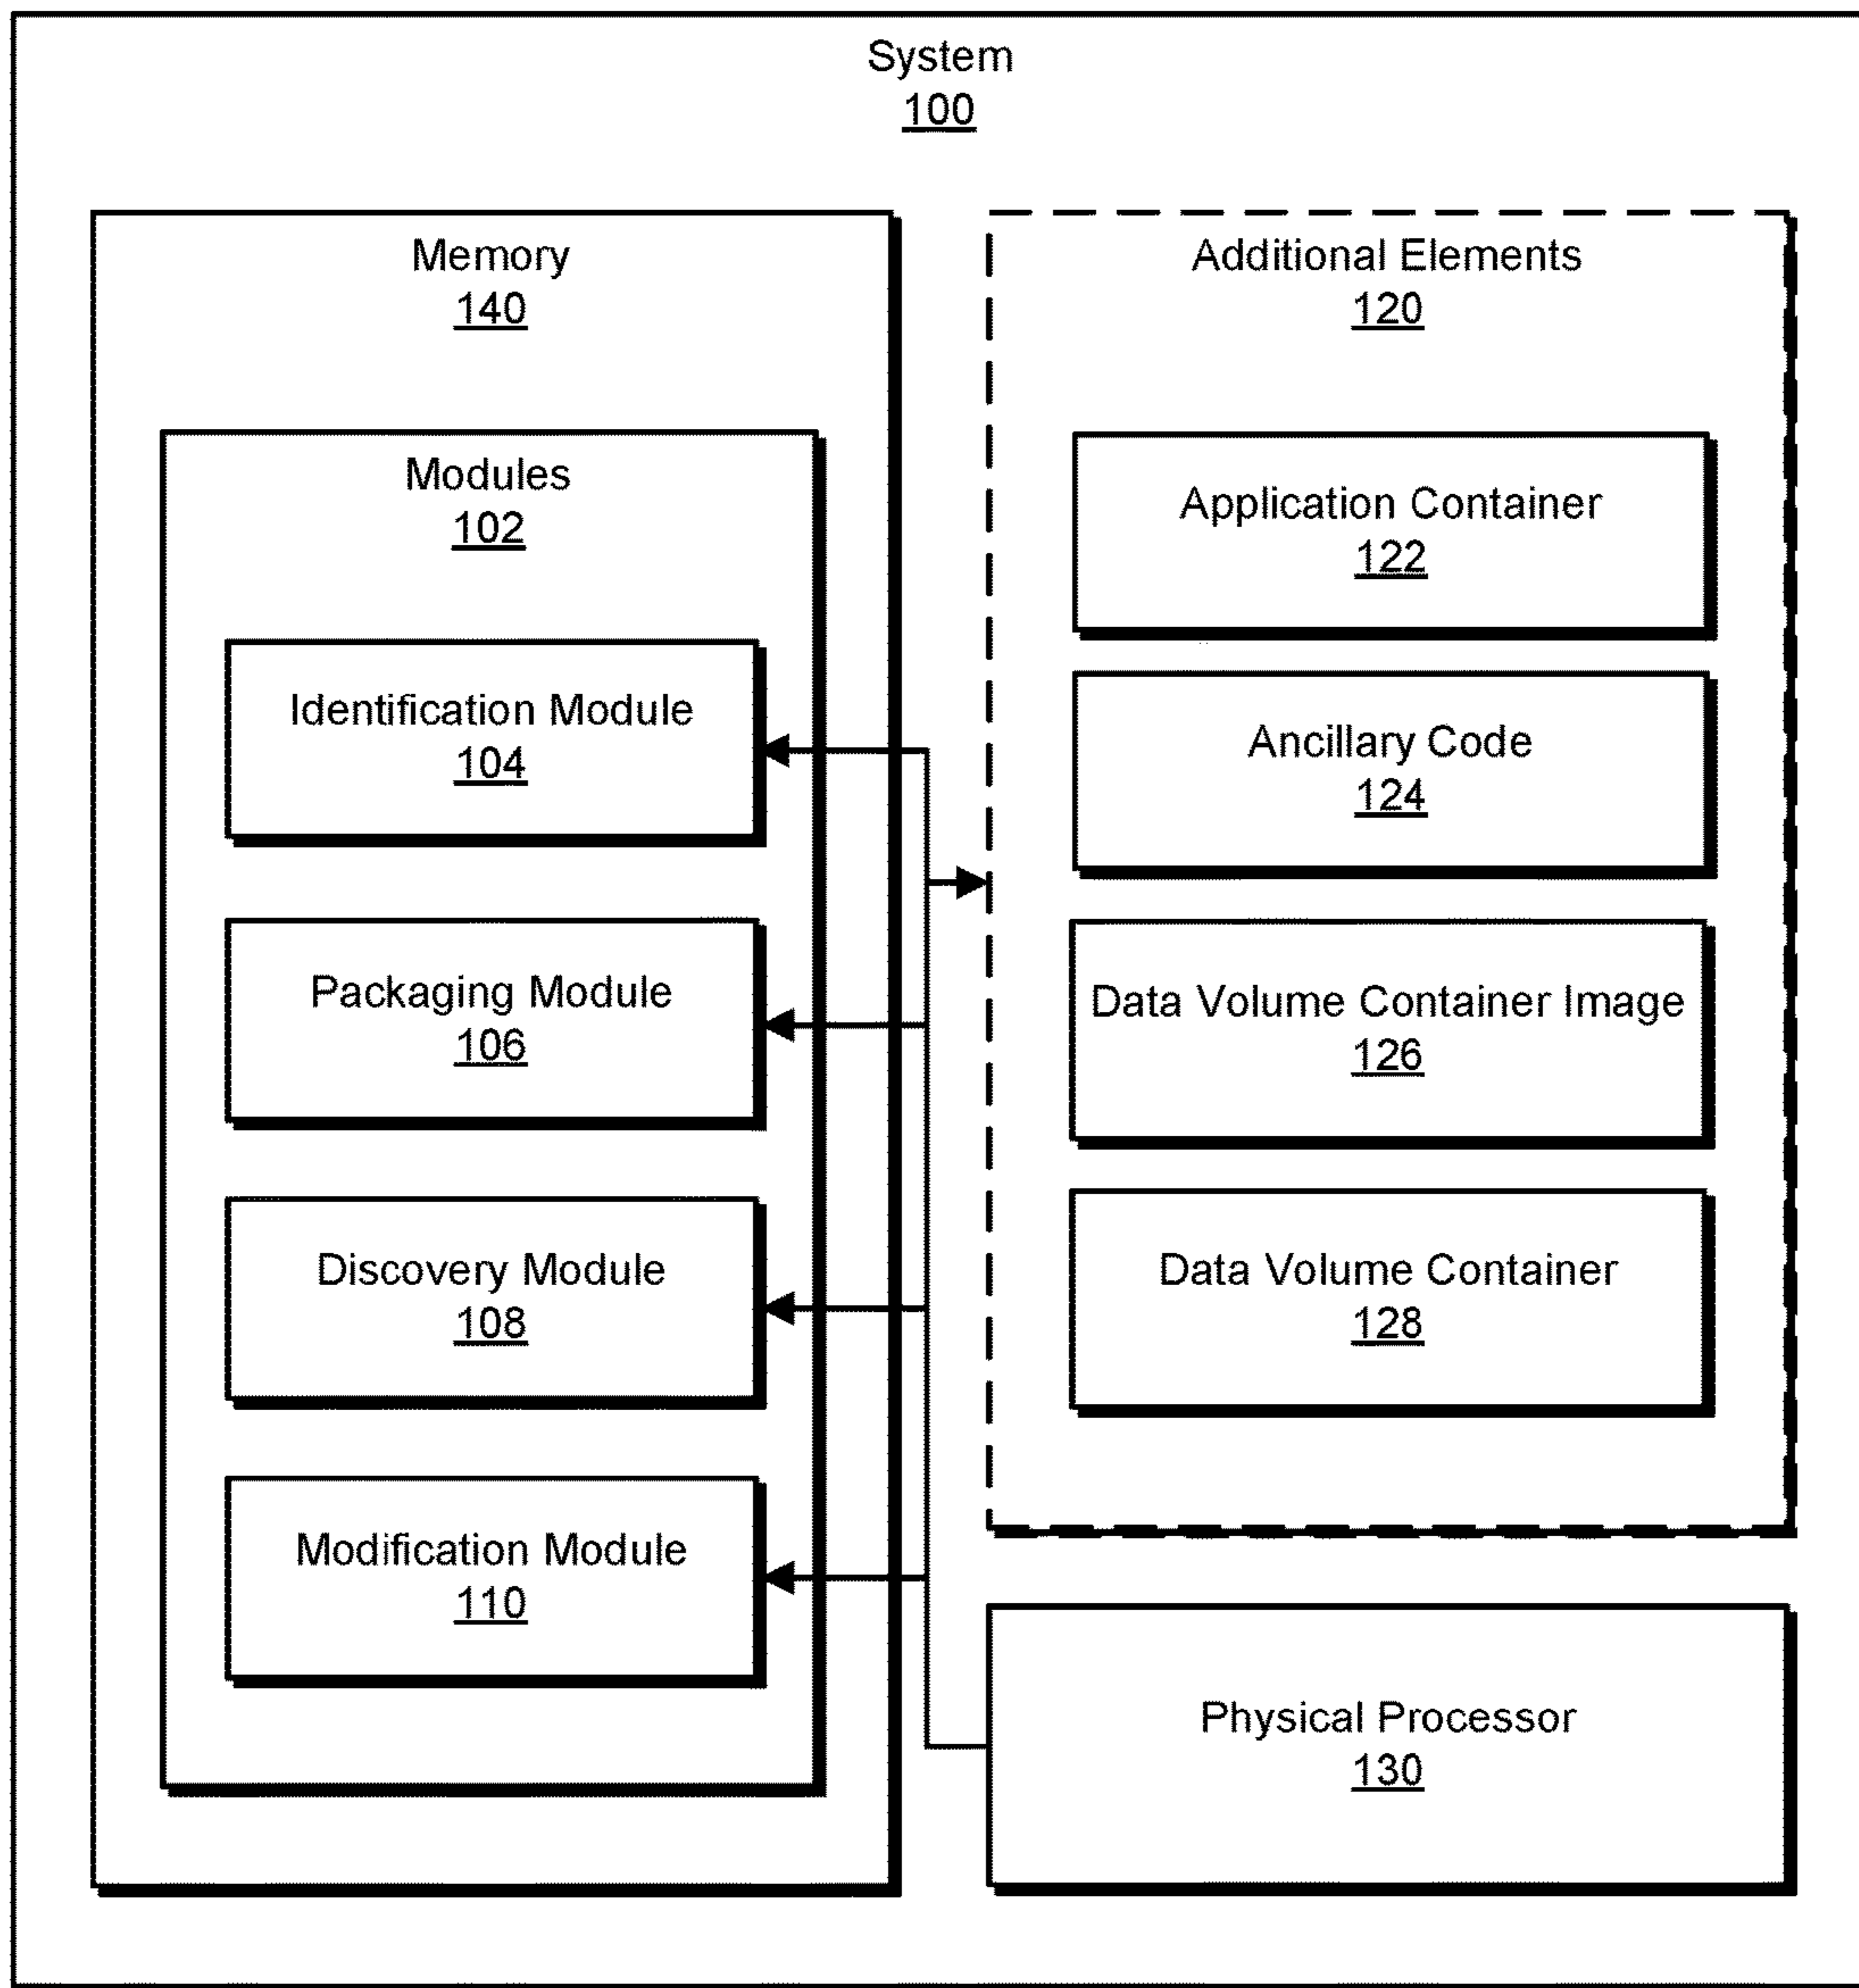 System
100
Memory
140
Modules
102
Identification Module
104
Packaging Module
106
Discovery Module
108
Modification Module
110
Additional Elements
120
Application Container
122
Ancillary Code
124
Data Volume Container Image
126
Data Volume Container
128
Physical Processor
130